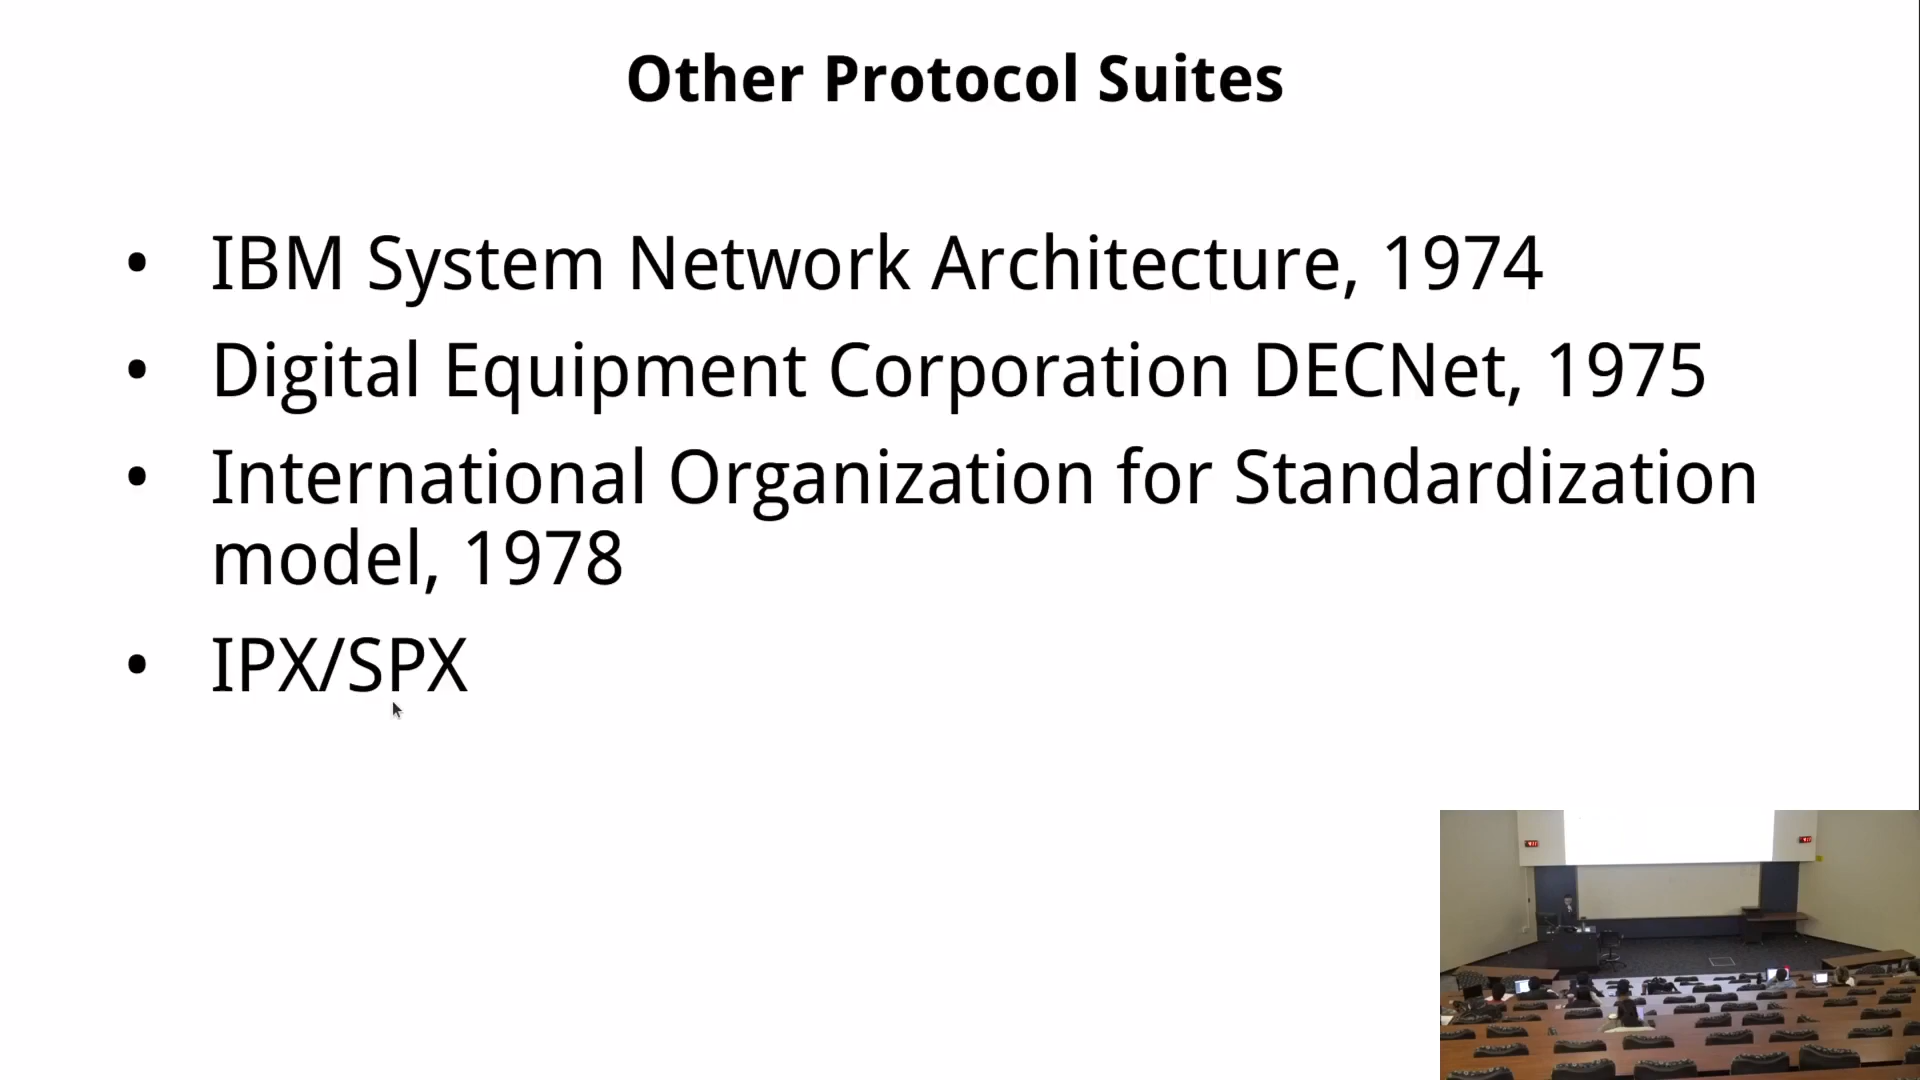 Other Protocol Suites
• IBM System Network Architecture, 1974
• Digital Equipment Corporation DECNet, 1975
• International Organization for Standardization
model, 1978
• IPX/SPX